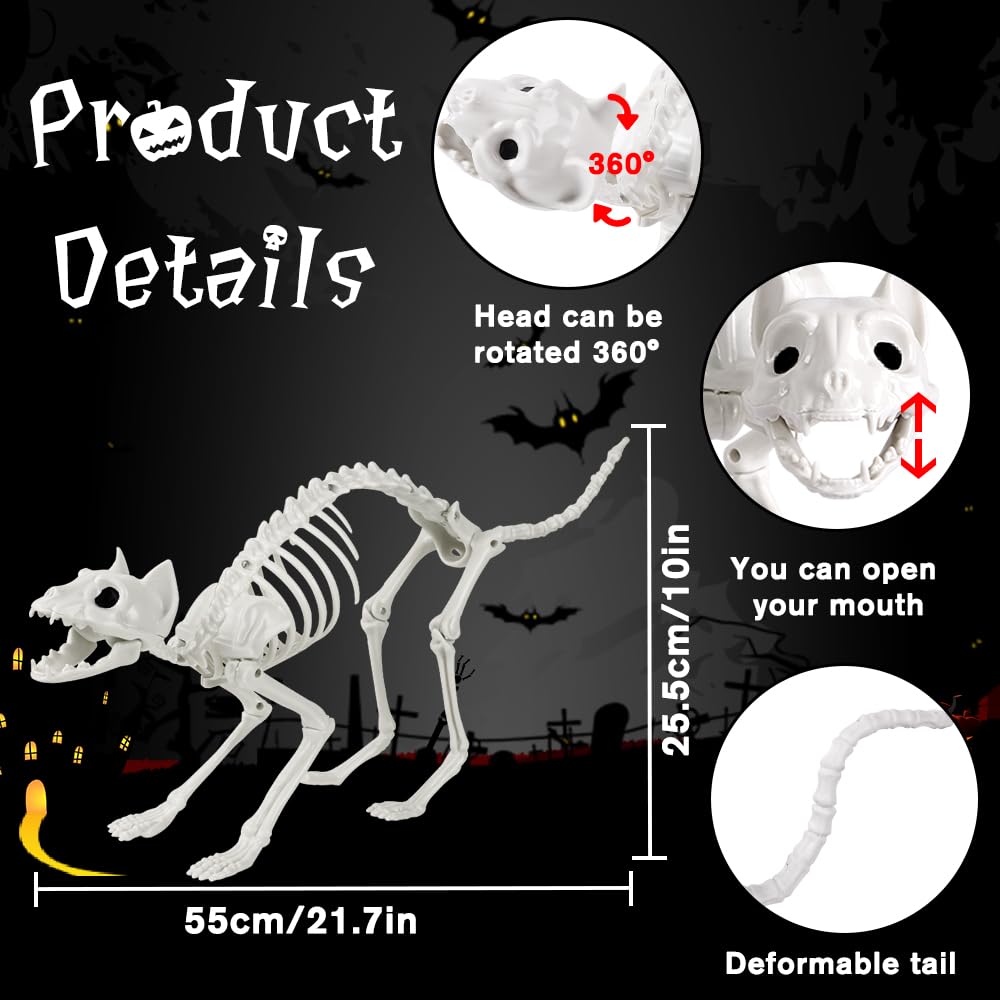 Product
Details
360°
Head can be
rotated 360°
You can open
your mouth
25.5cm/10in
55cm/21.7in
Deformable tail